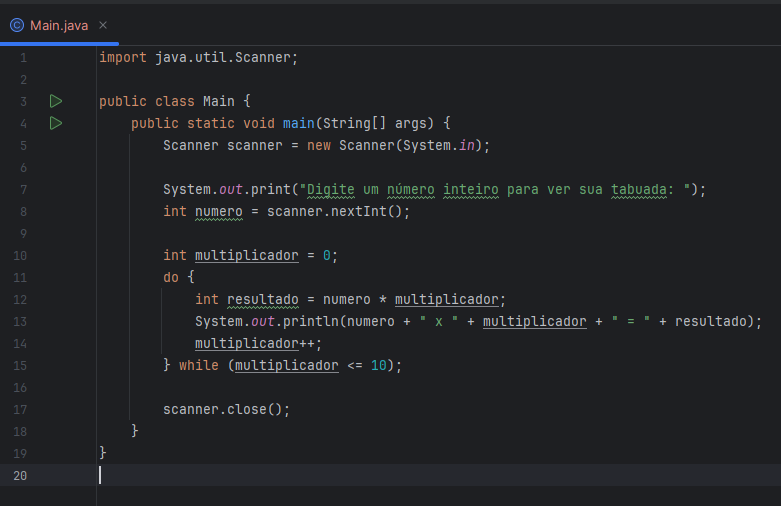 Main.java
1 import java.util.Scanner;
2
3 public class Main {
4     public static void main(String[] args) {
5         Scanner scanner = new Scanner(System.in);
6
7         System.out.print("Digite um número inteiro para ver sua tabuada: ");
8         int numero = scanner.nextInt();
9
10         int multiplicador = 0;
11         do {
12             int resultado = numero * multiplicador;
13             System.out.println(numero + " x " + multiplicador + " = " + resultado);
14             multiplicador++;
15         } while (multiplicador <= 10);
16
17         scanner.close();
18     }
19 }
20